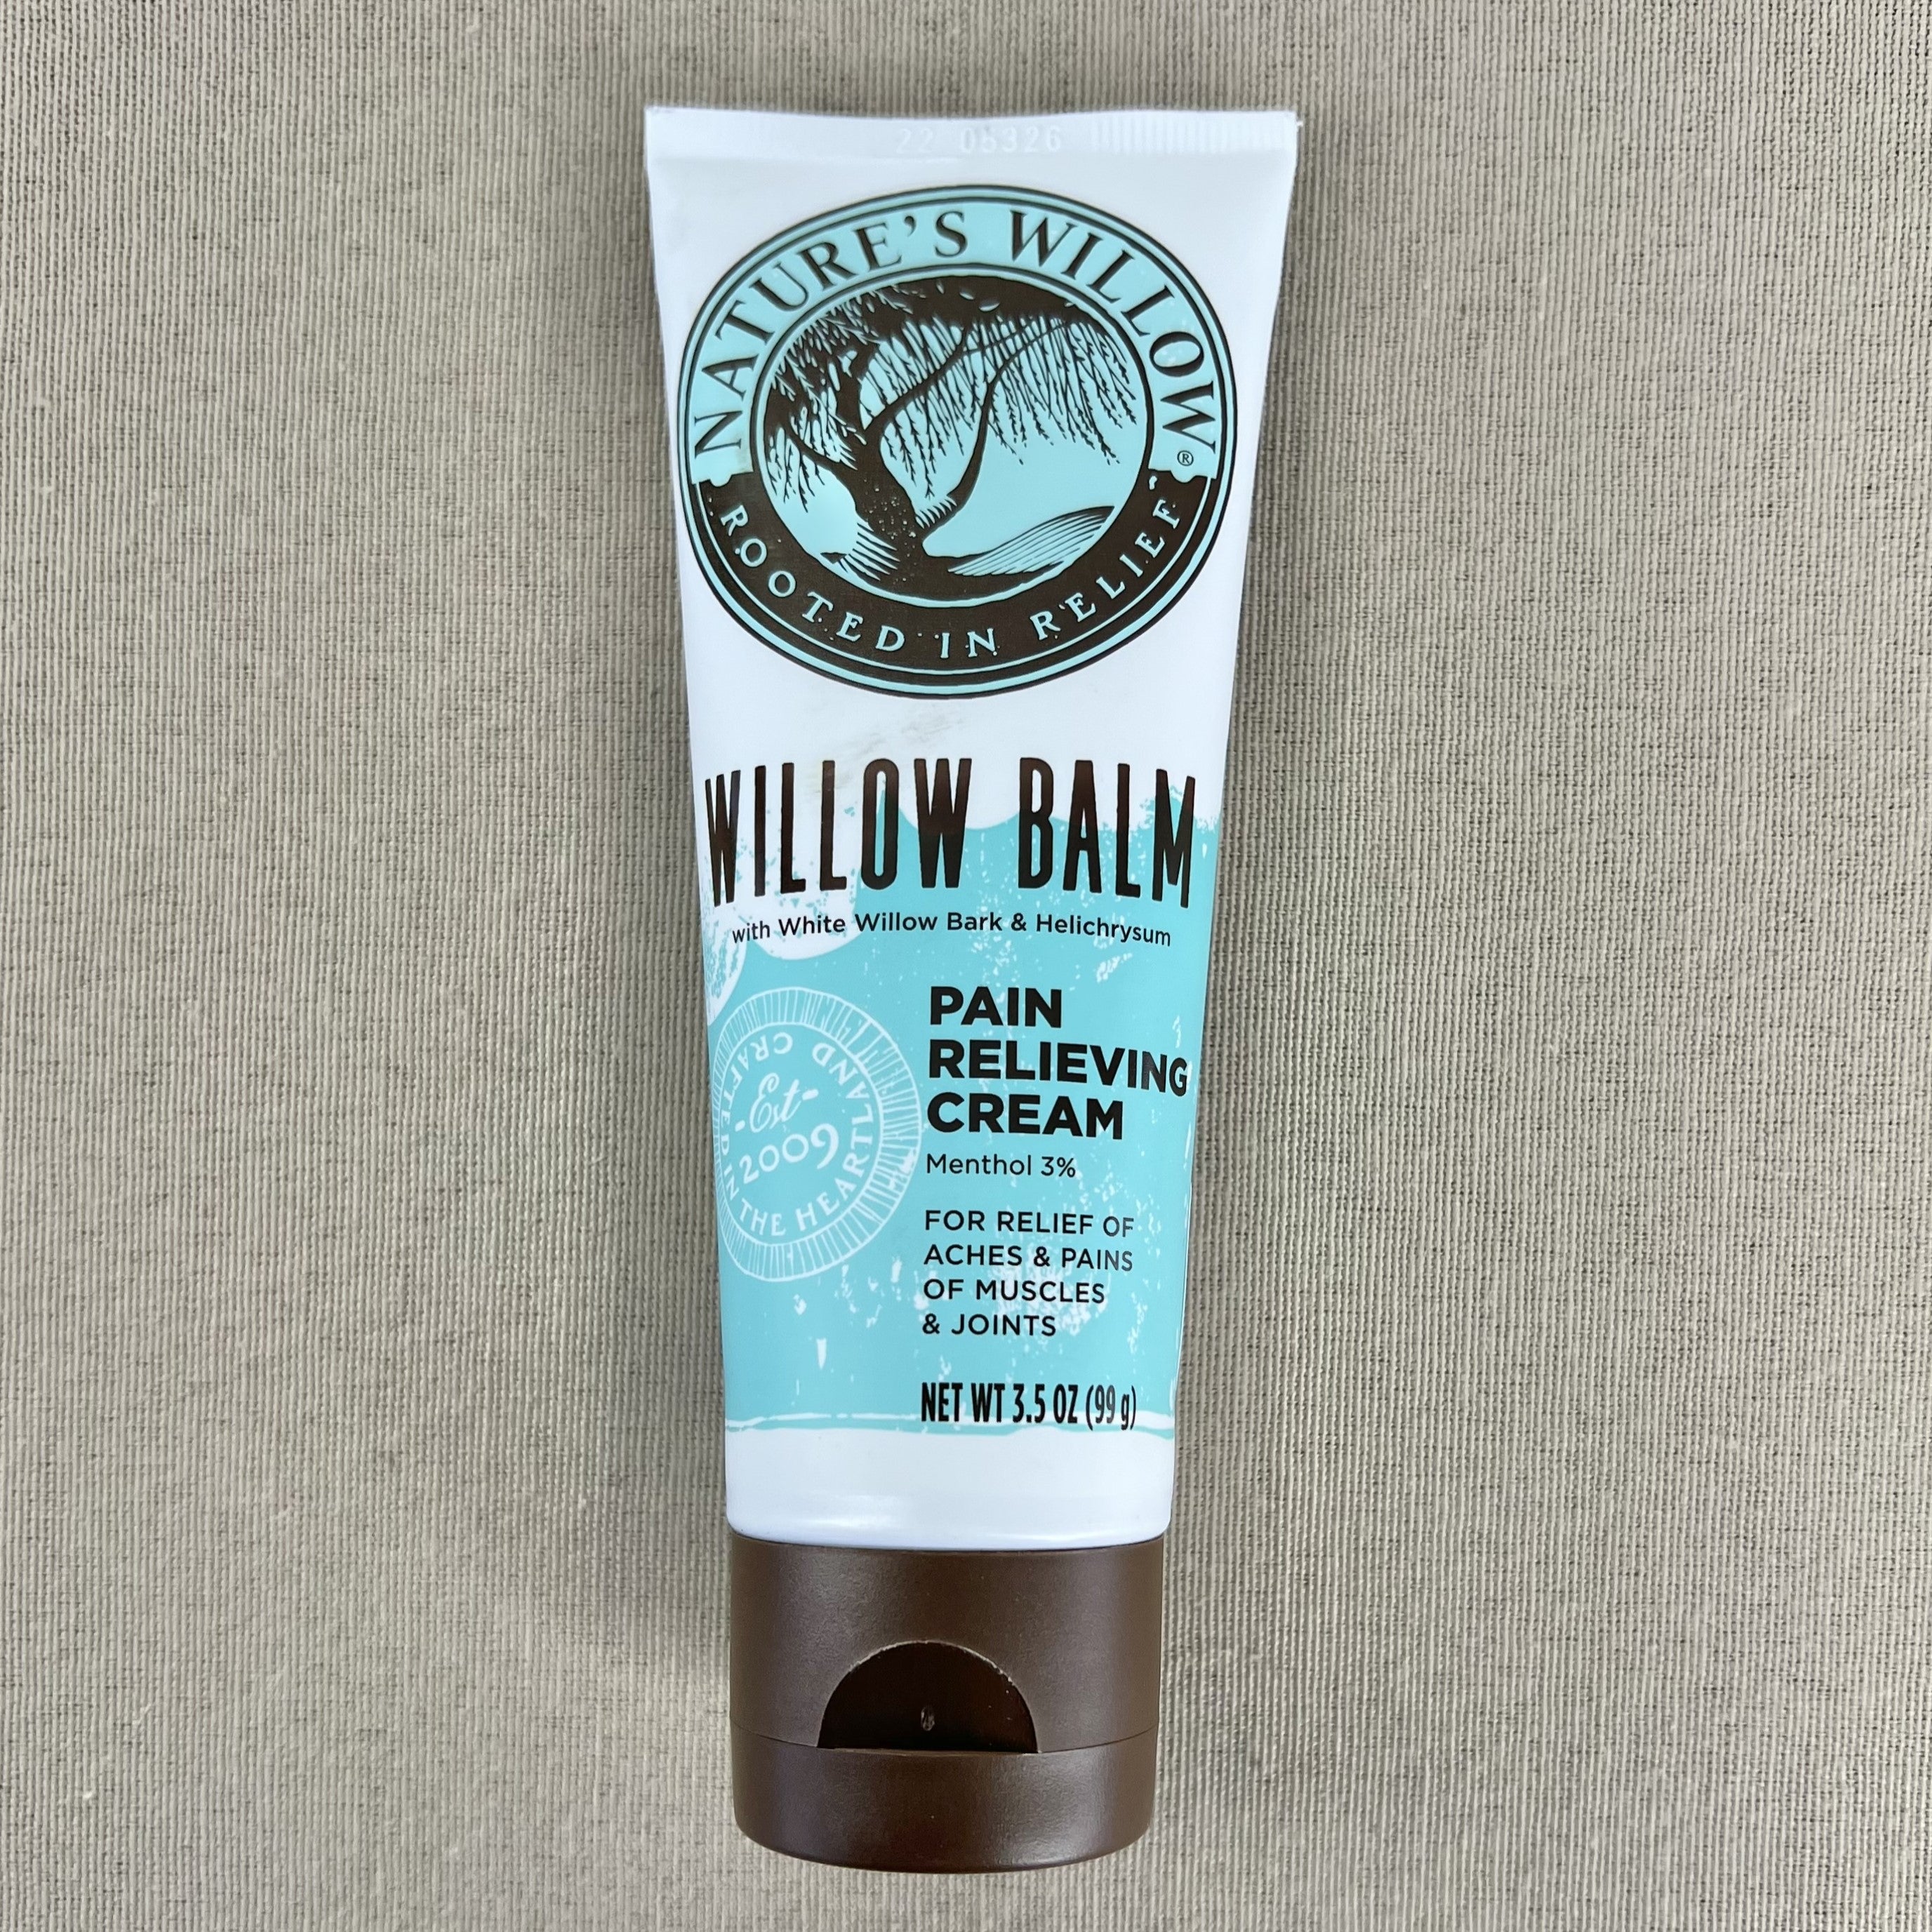 22 05326
NATURE'S WILLOW®
ROOTED IN RELIEF
WILLOW BALM
with White Willow Bark & Helichrysum
PAIN
RELIEVING
CREAM
Menthol 3%
CRAFTED IN THE HEARTLAND
-Est-
2009
FOR RELIEF OF
ACHES & PAINS
OF MUSCLES
& JOINTS
NET WT 3.5 OZ (99 g)